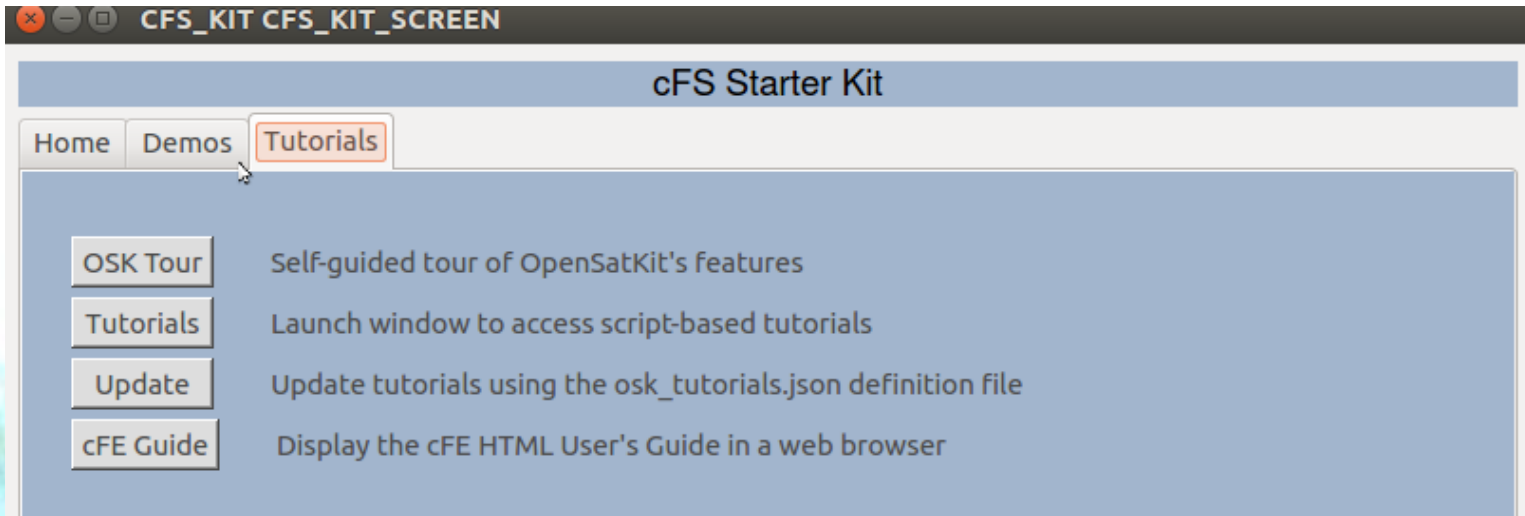 CFS_KIT CFS_KIT_SCREEN
cFS Starter Kit
Home Demos Tutorials
OSK Tour Self-guided tour of OpenSatKit's features
Tutorials Launch window to access script-based tutorials
Update Update tutorials using the osk_tutorials.json definition file
cFE Guide Display the cFE HTML User's Guide in a web browser